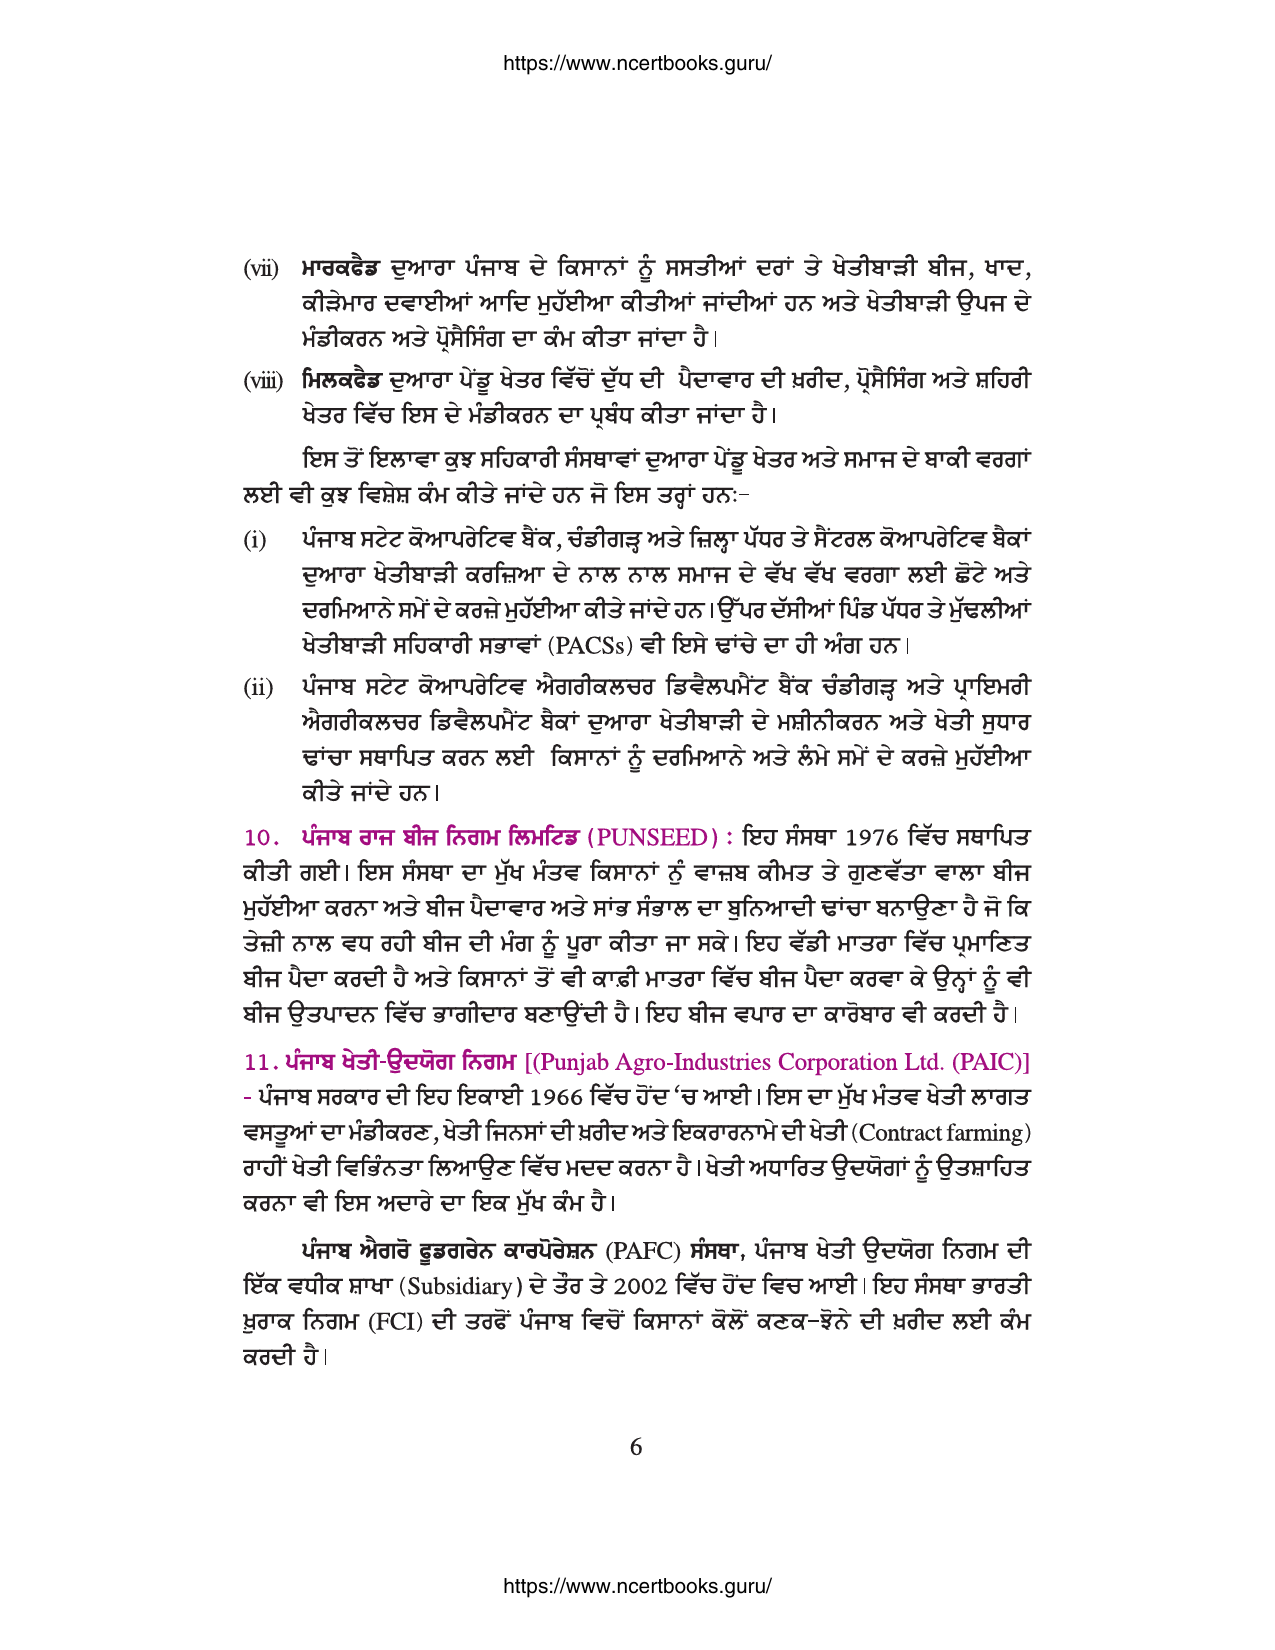 https://www.ncertbooks.guru/
(vii) ਮਾਰਕਫੈਡ ਦੁਆਰਾ ਪੰਜਾਬ ਦੇ ਕਿਸਾਨਾਂ ਨੂੰ ਸਸਤੀਆਂ ਦਰਾਂ ਤੇ ਖੇਤੀਬਾੜੀ ਬੀਜ, ਖਾਦ,
ਕੀੜੇਮਾਰ ਦਵਾਈਆਂ ਆਦਿ ਮੁਹੱਈਆ ਕੀਤੀਆਂ ਜਾਂਦੀਆਂ ਹਨ ਅਤੇ ਖੇਤੀਬਾੜੀ ਉਪਜ ਦੇ
ਮੰਡੀਕਰਨ ਅਤੇ ਪ੍ਰੋਸੈਸਿੰਗ ਦਾ ਕੰਮ ਕੀਤਾ ਜਾਂਦਾ ਹੈ।
(viii) ਮਿਲਕਫੈਡ ਦੁਆਰਾ ਪੇਂਡੂ ਖੇਤਰ ਵਿੱਚੋਂ ਦੁੱਧ ਦੀ ਪੈਦਾਵਾਰ ਦੀ ਖ਼ਰੀਦ, ਪ੍ਰੋਸੈਸਿੰਗ ਅਤੇ ਸ਼ਹਿਰੀ
ਖੇਤਰ ਵਿੱਚ ਇਸ ਦੇ ਮੰਡੀਕਰਨ ਦਾ ਪ੍ਰਬੰਧ ਕੀਤਾ ਜਾਂਦਾ ਹੈ।
ਇਸ ਤੋਂ ਇਲਾਵਾ ਕੁਝ ਸਹਿਕਾਰੀ ਸੰਸਥਾਵਾਂ ਦੁਆਰਾ ਪੇਂਡੂ ਖੇਤਰ ਅਤੇ ਸਮਾਜ ਦੇ ਬਾਕੀ ਵਰਗਾਂ
ਲਈ ਵੀ ਕੁਝ ਵਿਸ਼ੇਸ਼ ਕੰਮ ਕੀਤੇ ਜਾਂਦੇ ਹਨ ਜੋ ਇਸ ਤਰ੍ਹਾਂ ਹਨ:-
(i) ਪੰਜਾਬ ਸਟੇਟ ਕੋਆਪਰੇਟਿਵ ਬੈਂਕ, ਚੰਡੀਗੜ੍ਹ ਅਤੇ ਜ਼ਿਲ੍ਹਾ ਪੱਧਰ ਤੇ ਸੈਂਟਰਲ ਕੋਆਪਰੇਟਿਵ ਬੈਕਾਂ
ਦੁਆਰਾ ਖੇਤੀਬਾੜੀ ਕਰਜ਼ਿਆ ਦੇ ਨਾਲ ਨਾਲ ਸਮਾਜ ਦੇ ਵੱਖ ਵੱਖ ਵਰਗਾ ਲਈ ਛੋਟੇ ਅਤੇ
ਦਰਮਿਆਨੇ ਸਮੇਂ ਦੇ ਕਰਜ਼ੇ ਮੁਹੱਈਆ ਕੀਤੇ ਜਾਂਦੇ ਹਨ। ਉੱਪਰ ਦੱਸੀਆਂ ਪਿੰਡ ਪੱਧਰ ਤੇ ਮੁੱਢਲੀਆਂ
ਖੇਤੀਬਾੜੀ ਸਹਿਕਾਰੀ ਸਭਾਵਾਂ (PACSs) ਵੀ ਇਸੇ ਢਾਂਚੇ ਦਾ ਹੀ ਅੰਗ ਹਨ।
(ii) ਪੰਜਾਬ ਸਟੇਟ ਕੋਆਪਰੇਟਿਵ ਐਗਰੀਕਲਚਰ ਡਿਵੈਲਪਮੈਂਟ ਬੈਂਕ ਚੰਡੀਗੜ੍ਹ ਅਤੇ ਪ੍ਰਾਇਮਰੀ
ਐਗਰੀਕਲਚਰ ਡਿਵੈਲਪਮੈਂਟ ਬੈਕਾਂ ਦੁਆਰਾ ਖੇਤੀਬਾੜੀ ਦੇ ਮਸ਼ੀਨੀਕਰਨ ਅਤੇ ਖੇਤੀ ਸੁਧਾਰ
ਢਾਂਚਾ ਸਥਾਪਿਤ ਕਰਨ ਲਈ ਕਿਸਾਨਾਂ ਨੂੰ ਦਰਮਿਆਨੇ ਅਤੇ ਲੰਮੇ ਸਮੇਂ ਦੇ ਕਰਜ਼ੇ ਮੁਹੱਈਆ
ਕੀਤੇ ਜਾਂਦੇ ਹਨ।
10. ਪੰਜਾਬ ਰਾਜ ਬੀਜ ਨਿਗਮ ਲਿਮਟਿਡ (PUNSEED) : ਇਹ ਸੰਸਥਾ 1976 ਵਿੱਚ ਸਥਾਪਿਤ
ਕੀਤੀ ਗਈ। ਇਸ ਸੰਸਥਾ ਦਾ ਮੁੱਖ ਮੰਤਵ ਕਿਸਾਨਾਂ ਨੁੰ ਵਾਜ਼ਬ ਕੀਮਤ ਤੇ ਗੁਣਵੱਤਾ ਵਾਲਾ ਬੀਜ
ਮੁਹੱਈਆ ਕਰਨਾ ਅਤੇ ਬੀਜ ਪੈਦਾਵਾਰ ਅਤੇ ਸਾਂਭ ਸੰਭਾਲ ਦਾ ਬੁਨਿਆਦੀ ਢਾਂਚਾ ਬਨਾਉਣਾ ਹੈ ਜੋ ਕਿ
ਤੇਜ਼ੀ ਨਾਲ ਵਧ ਰਹੀ ਬੀਜ ਦੀ ਮੰਗ ਨੂੰ ਪੂਰਾ ਕੀਤਾ ਜਾ ਸਕੇ। ਇਹ ਵੱਡੀ ਮਾਤਰਾ ਵਿੱਚ ਪ੍ਰਮਾਣਿਤ
ਬੀਜ ਪੈਦਾ ਕਰਦੀ ਹੈ ਅਤੇ ਕਿਸਾਨਾਂ ਤੋਂ ਵੀ ਕਾਫ਼ੀ ਮਾਤਰਾ ਵਿੱਚ ਬੀਜ ਪੈਦਾ ਕਰਵਾ ਕੇ ਉਨ੍ਹਾਂ ਨੂੰ ਵੀ
ਬੀਜ ਉਤਪਾਦਨ ਵਿੱਚ ਭਾਗੀਦਾਰ ਬਣਾਉਂਦੀ ਹੈ। ਇਹ ਬੀਜ ਵਪਾਰ ਦਾ ਕਾਰੋਬਾਰ ਵੀ ਕਰਦੀ ਹੈ।
11. ਪੰਜਾਬ ਖੇਤੀ-ਉਦਯੋਗ ਨਿਗਮ [(Punjab Agro-Industries Corporation Ltd. (PAIC)]
- ਪੰਜਾਬ ਸਰਕਾਰ ਦੀ ਇਹ ਇਕਾਈ 1966 ਵਿੱਚ ਹੋਂਦ ‘ਚ ਆਈ। ਇਸ ਦਾ ਮੁੱਖ ਮੰਤਵ ਖੇਤੀ ਲਾਗਤ
ਵਸਤੂਆਂ ਦਾ ਮੰਡੀਕਰਣ, ਖੇਤੀ ਜਿਨਸਾਂ ਦੀ ਖ਼ਰੀਦ ਅਤੇ ਇਕਰਾਰਨਾਮੇ ਦੀ ਖੇਤੀ (Contract farming)
ਰਾਹੀਂ ਖੇਤੀ ਵਿਭਿੰਨਤਾ ਲਿਆਉਣ ਵਿੱਚ ਮਦਦ ਕਰਨਾ ਹੈ। ਖੇਤੀ ਅਧਾਰਿਤ ਉਦਯੋਗਾਂ ਨੂੰ ਉਤਸ਼ਾਹਿਤ
ਕਰਨਾ ਵੀ ਇਸ ਅਦਾਰੇ ਦਾ ਇਕ ਮੁੱਖ ਕੰਮ ਹੈ।
ਪੰਜਾਬ ਐਗਰੋ ਫੂਡਗਰੇਨ ਕਾਰਪੋਰੇਸ਼ਨ (PAFC) ਸੰਸਥਾ, ਪੰਜਾਬ ਖੇਤੀ ਉਦਯੋਗ ਨਿਗਮ ਦੀ
ਇੱਕ ਵਧੀਕ ਸ਼ਾਖਾ (Subsidiary) ਦੇ ਤੌਰ ਤੇ 2002 ਵਿੱਚ ਹੋਂਦ ਵਿਚ ਆਈ। ਇਹ ਸੰਸਥਾ ਭਾਰਤੀ
ਖ਼ੁਰਾਕ ਨਿਗਮ (FCI) ਦੀ ਤਰਫੋਂ ਪੰਜਾਬ ਵਿਚੋਂ ਕਿਸਾਨਾਂ ਕੋਲੋਂ ਕਣਕ-ਝੋਨੇ ਦੀ ਖ਼ਰੀਦ ਲਈ ਕੰਮ
ਕਰਦੀ ਹੈ।
6
https://www.ncertbooks.guru/